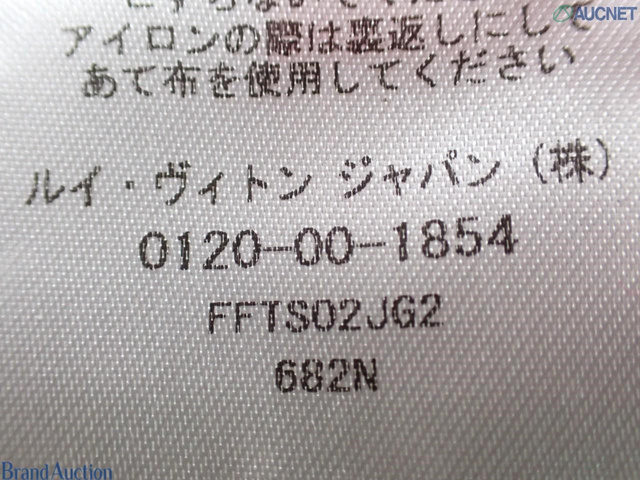 AUCNET
アイロンの際は裏返しにして
あて布を使用してください
ルイ・ヴィトン ジャパン (株)
0120-00-1854
FFTS02JG2
682N
Brand Auction